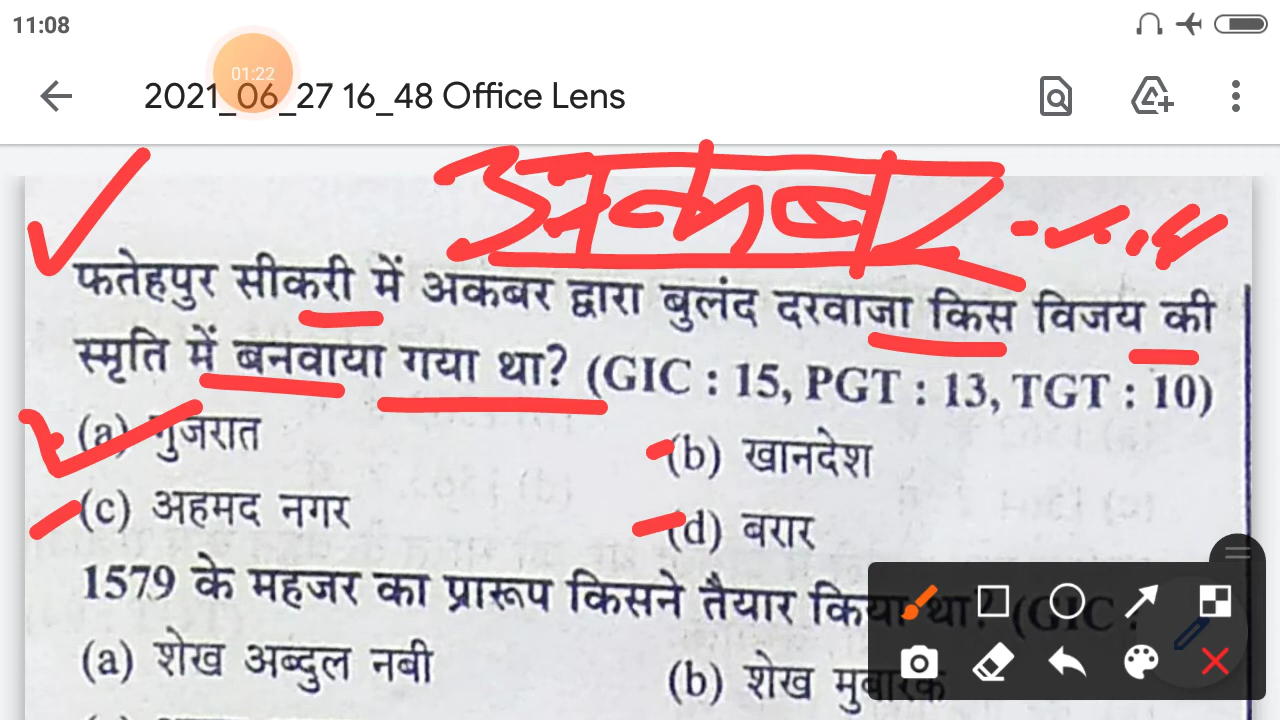 11:08
01:22
2021_06_27 16_48 Office Lens
अकबर
फतेहपुर सीकरी में अकबर द्वारा बुलंद दरवाजा किस विजय की
स्मृति में बनवाया गया था? (GIC : 15, PGT : 13, TGT : 10)
(a) गुजरात
(b) खानदेश
(c) अहमद नगर
(d) बरार
1579 के महजर का प्रारूप किसने तैयार किया था? (GIC :
(a) शेख अब्दुल नबी
(b) शेख मुबारक